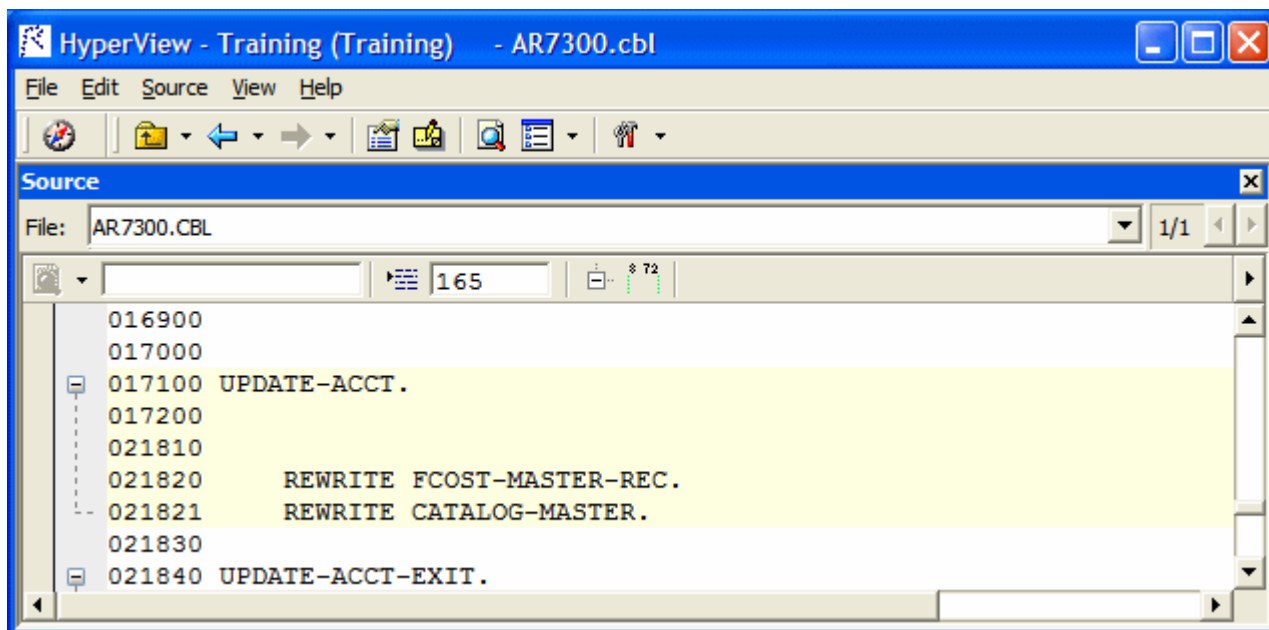 HyperView - Training (Training) - AR7300.cbl
File Edit Source View Help
Source
File: AR7300.CBL 1/1
165 8 72
016900
017000
017100 UPDATE-ACCT.
017200
021810
021820 REWRITE FCOST-MASTER-REC.
021821 REWRITE CATALOG-MASTER.
021830
021840 UPDATE-ACCT-EXIT.